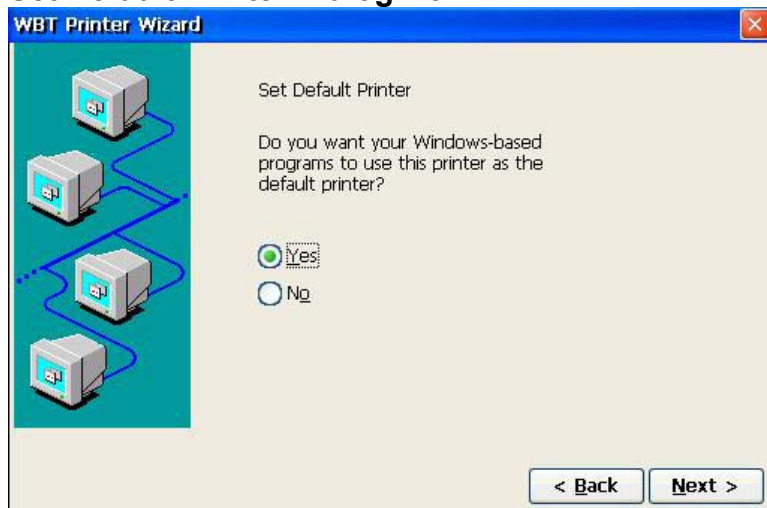 WBT Printer Wizard
Set Default Printer
Do you want your Windows-based
programs to use this printer as the
default printer?
Yes
No
< Back
Next >